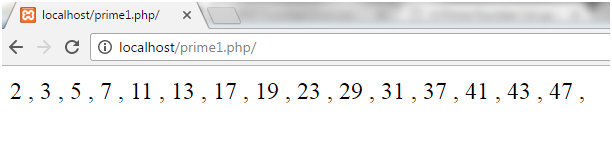 localhost/prime1.php/
localhost/prime1.php/
2 , 3 , 5 , 7 , 11 , 13 , 17 , 19 , 23 , 29 , 31 , 37 , 41 , 43 , 47 ,